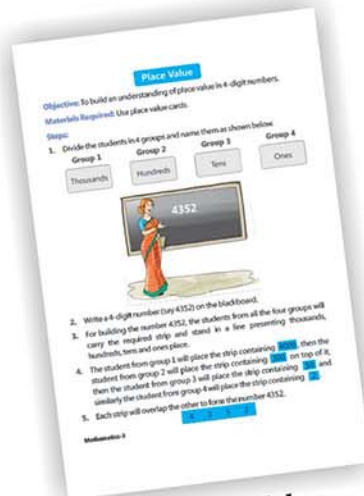 Place Value
Objective: To build an understanding of place value in 4-digit numbers.
Materials Required: Use place value cards.
Steps:
1. Divide the students in 4 groups and name them as shown below.
Group 1 Group 2 Group 3 Group 4
Thousands Hundreds Tens Ones
4352
2. Write a 4-digit number (say 4352) on the blackboard.
3. For building the number 4352, the students from all the four groups will
carry the required strip and stand in a line presenting thousands,
hundreds, tens and ones place.
4. The student from group 1 will place the strip containing 4000, then the
student from group 2 will place the strip containing 300 on top of it,
then the student from group 3 will place the strip containing 50 and
similarly the student from group 4 will place the strip containing 2.
5. Each strip will overlap the other to form the number 4352.
4 3 5 2
Mathematics-3